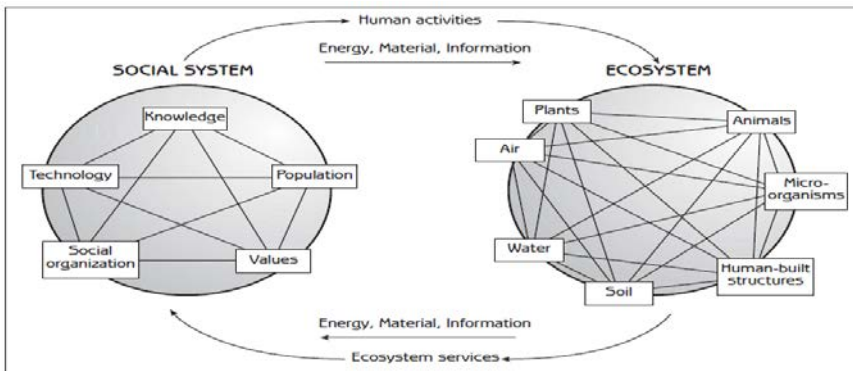 Human activities
Energy, Material, Information
SOCIAL SYSTEM
ECOSYSTEM
Knowledge
Technology
Population
Social
organization
Values
Plants
Animals
Air
Micro-
organisms
Water
Human-built
structures
Soil
Energy, Material, Information
Ecosystem services